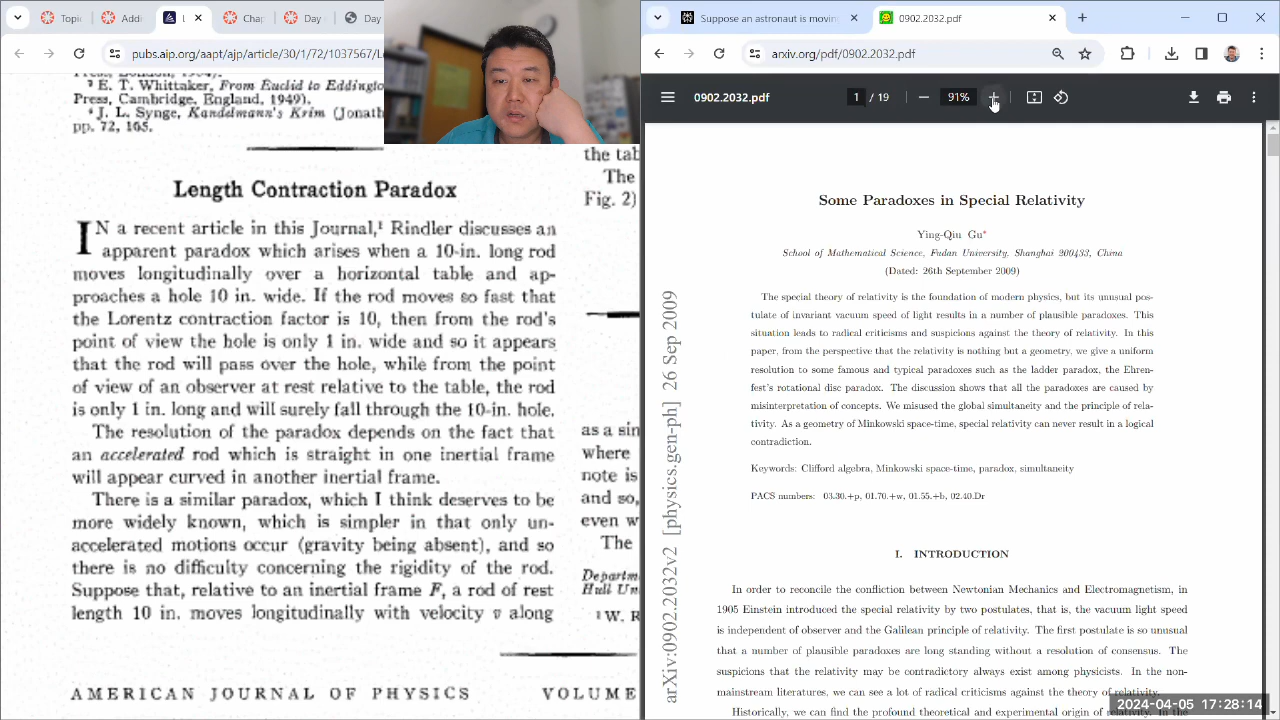 Addi
L
Cha
Day
Day
pubs.aip.org/aapt/ajp/article/30/1/72/1037567/L
Press, London,
³ E. T. Whittaker, From Euclid to Eddingto
Press, Cambridge, England, 1949).
⁴ J. L. Synge, Kandelmann's Krim (Jonath
pp. 72, 165.
Length Contraction Paradox
IN a recent article in this Journal,¹ Rindler discusses an
apparent paradox which arises when a 10-in. long rod
moves longitudinally over a horizontal table and ap-
proaches a hole 10 in. wide. If the rod moves so fast that
the Lorentz contraction factor is 10, then from the rod's
point of view the hole is only 1 in. wide and so it appears
that the rod will pass over the hole, while from the point
of view of an observer at rest relative to the table, the rod
is only 1 in. long and will surely fall through the 10-in. hole.
The resolution of the paradox depends on the fact that
an accelerated rod which is straight in one inertial frame
will appear curved in another inertial frame.
There is a similar paradox, which I think deserves to be
more widely known, which is simpler in that only un-
accelerated motions occur (gravity being absent), and so
there is no difficulty concerning the rigidity of the rod.
Suppose that, relative to an inertial frame F, a rod of rest
length 10 in. moves longitudinally with velocity v along
AMERICAN JOURNAL OF PHYSICS VOLUME
the tab
The
Fig. 2)
as a sin
where
note is
and so,
even w
The
Departm
Hull Un
¹ W. R
Suppose an astronaut is movin
0902.2032.pdf
arxiv.org/pdf/0902.2032.pdf
0902.2032.pdf
/ 19
91%
Some Paradoxes in Special Relativity
Ying-Qiu Gu*
School of Mathematical Science, Fudan University, Shanghai 200433, China
(Dated: 26th September 2009)
The special theory of relativity is the foundation of modern physics, but its unusual pos-
tulate of invariant vacuum speed of light results in a number of plausible paradoxes. This
situation leads to radical criticisms and suspicions against the theory of relativity. In this
paper, from the perspective that the relativity is nothing but a geometry, we give a uniform
resolution to some famous and typical paradoxes such as the ladder paradox, the Ehren-
fest's rotational disc paradox. The discussion shows that all the paradoxes are caused by
misinterpretation of concepts. We misused the global simultaneity and the principle of rela-
tivity. As a geometry of Minkowski space-time, special relativity can never result in a logical
contradiction.
Keywords: Clifford algebra, Minkowski space-time, paradox, simultaneity
PACS numbers: 03.30.+p, 01.70.+w, 01.55.+b, 02.40.Dr
I. INTRODUCTION
In order to reconcile the confliction between Newtonian Mechanics and Electromagnetism, in
1905 Einstein introduced the special relativity by two postulates, that is, the vacuum light speed
is independent of observer and the Galilean principle of relativity. The first postulate is so unusual
that a number of plausible paradoxes are long standing without a resolution of consensus. The
suspicions that the relativity may be contradictory always exist among physicists. In the non-
mainstream literatures, we can see a lot of radical criticisms against the theory of relativity.
Historically, we can find the profound theoretical and experimental origin of relativity. In the
arXiv:0902.2032v2 [physics.gen-ph] 26 Sep 2009
2024-04-05 17:28:14